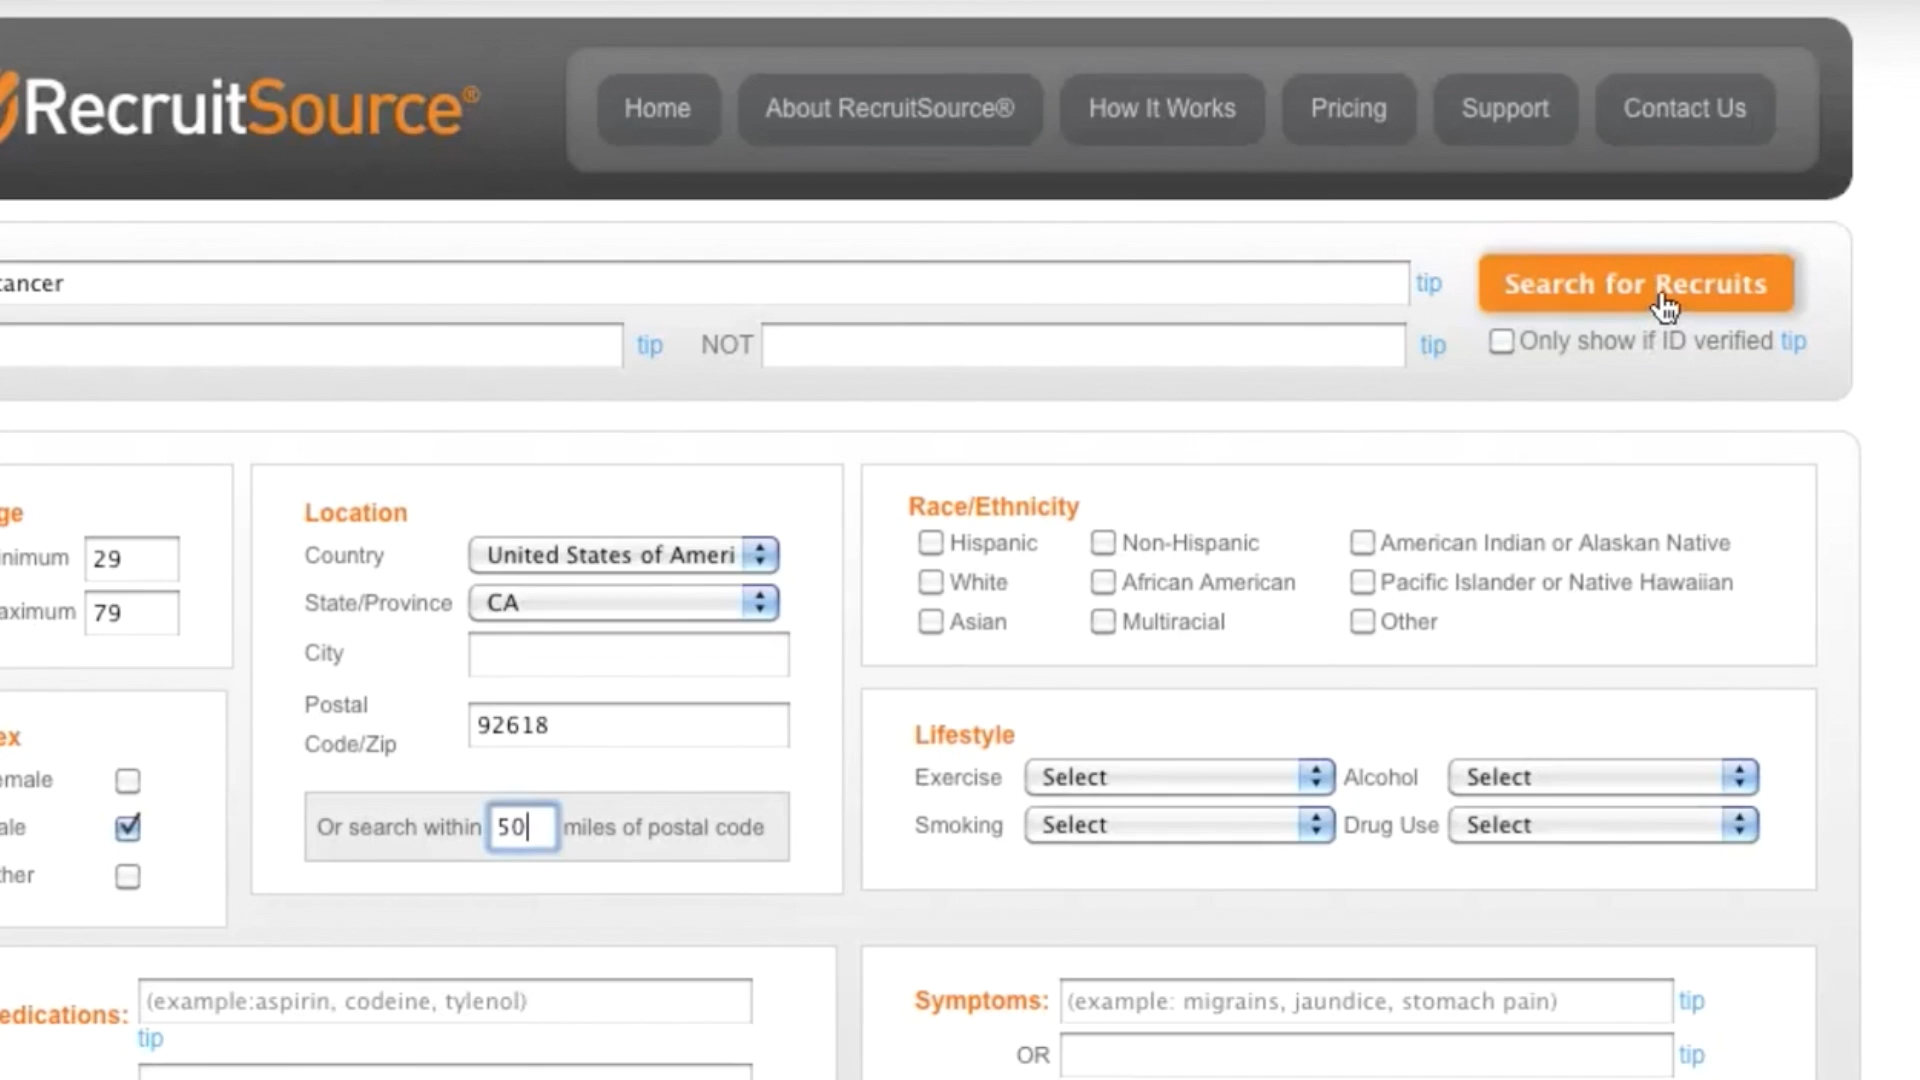 RecruitSource®
Home About RecruitSource® How It Works Pricing Support Contact Us
cancer tip Search for Recruits
tip NOT tip Only show if ID verified tip
ge
nimum 29
aximum 79
ex
emale
ale
ther
Location
Country United States of Ameri
State/Province CA
City
Postal
Code/Zip 92618
Or search within 50 miles of postal code
Race/Ethnicity
Hispanic Non-Hispanic American Indian or Alaskan Native
White African American Pacific Islander or Native Hawaiian
Asian Multiracial Other
Lifestyle
Exercise Select Alcohol Select
Smoking Select Drug Use Select
edications: (example:aspirin, codeine, tylenol)
tip
Symptoms: (example: migrains, jaundice, stomach pain) tip
OR tip